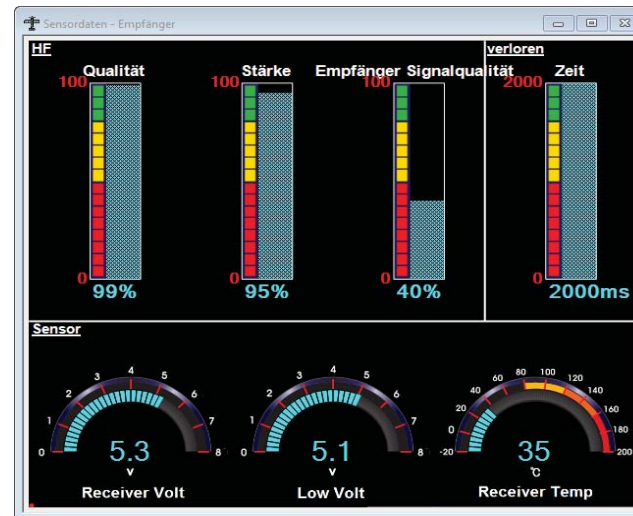 Sensordaten - Empfänger
HF
verloren
Qualität
Stärke
Empfänger Signalqualität
Zeit
100
100
100
2000
0
0
0
0
99%
95%
40%
2000ms
Sensor
0 1 2 3 4 5 6 7 8
5.3
V
Receiver Volt
0 1 2 3 4 5 6 7 8
5.1
V
Low Volt
-20 0 20 40 60 80 100 120 140 160 180 200
35
°C
Receiver Temp